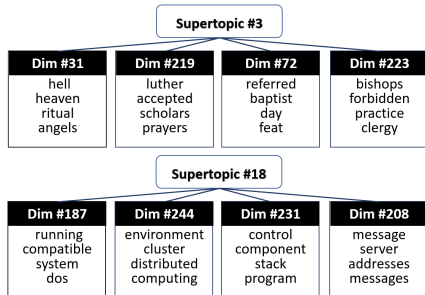 Supertopic #3
Dim #31
hell
heaven
ritual
angels
Dim #219
luther
accepted
scholars
prayers
Dim #72
referred
baptist
day
feat
Dim #223
bishops
forbidden
practice
clergy
Supertopic #18
Dim #187
running
compatible
system
dos
Dim #244
environment
cluster
distributed
computing
Dim #231
control
component
stack
program
Dim #208
message
server
addresses
messages